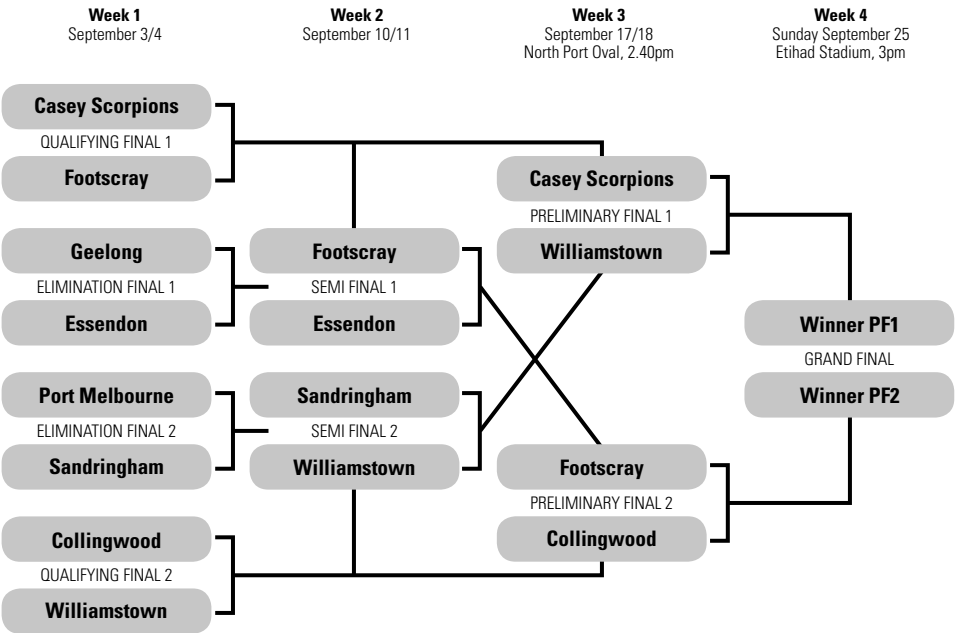 Week 1
September 3/4
Week 2
September 10/11
Week 3
September 17/18
North Port Oval, 2.40pm
Week 4
Sunday September 25
Etihad Stadium, 3pm
Casey Scorpions
QUALIFYING FINAL 1
Footscray
Geelong
ELIMINATION FINAL 1
Essendon
Port Melbourne
ELIMINATION FINAL 2
Sandringham
Collingwood
QUALIFYING FINAL 2
Williamstown
Footscray
SEMI FINAL 1
Essendon
Sandringham
SEMI FINAL 2
Williamstown
Casey Scorpions
PRELIMINARY FINAL 1
Williamstown
Footscray
PRELIMINARY FINAL 2
Collingwood
Winner PF1
GRAND FINAL
Winner PF2